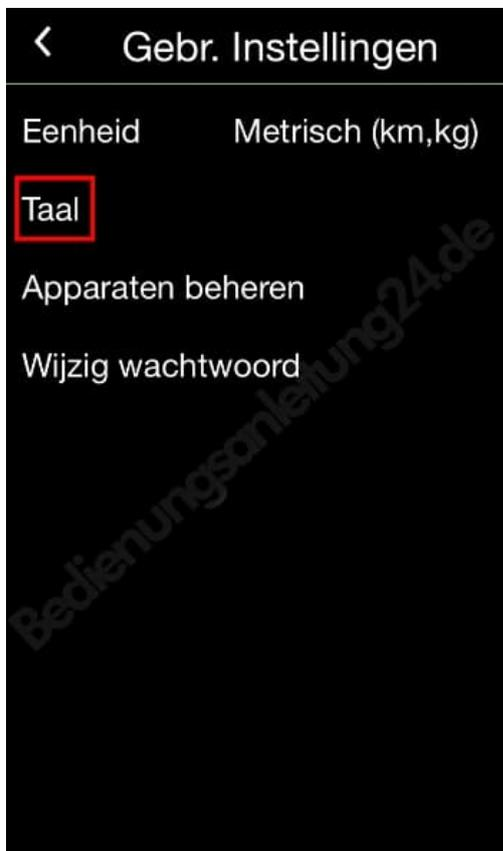 Gebr. Instellingen
Eenheid Metrisch (km,kg)
Taal
Apparaten beheren
Wijzig wachtwoord
Bedienungsanleitung24.de